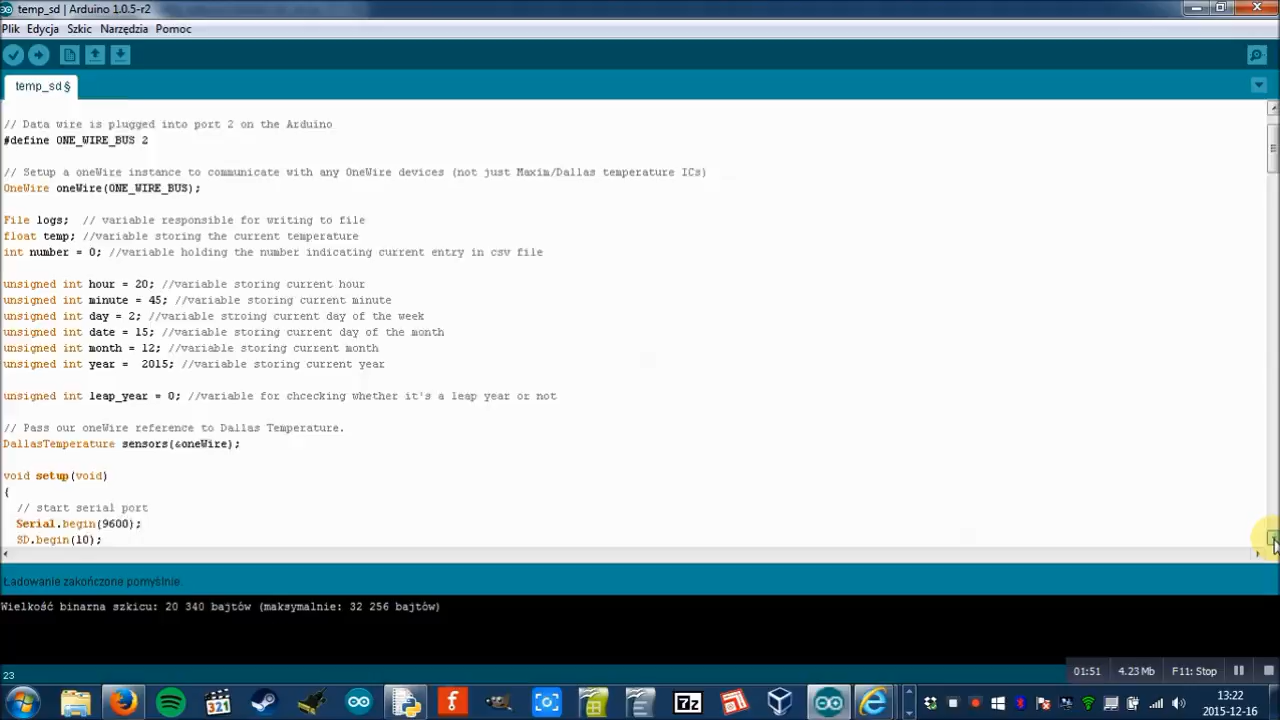 temp_sd | Arduino 1.0.5-r2
Plik Edycja Szkic Narzędzia Pomoc
temp_sd §
// Data wire is plugged into port 2 on the Arduino
#define ONE_WIRE_BUS 2
// Setup a oneWire instance to communicate with any OneWire devices (not just Maxim/Dallas temperature ICs)
OneWire oneWire(ONE_WIRE_BUS);
File logs;  // variable responsible for writing to file
float temp; //variable storing the current temperature
int number = 0; //variable holding the number indicating current entry in csv file
unsigned int hour = 20; //variable storing current hour
unsigned int minute = 45; //variable storing current minute
unsigned int day = 2; //variable stroing current day of the week
unsigned int date = 15; //variable storing current day of the month
unsigned int month = 12; //variable storing current month
unsigned int year =  2015; //variable storing current year
unsigned int leap_year = 0; //variable for chcecking whether it's a leap year or not
// Pass our oneWire reference to Dallas Temperature.
DallasTemperature sensors(&oneWire);
void setup(void)
{
  // start serial port
  Serial.begin(9600);
  SD.begin(10);
Ładowanie zakończone pomyślnie.
Wielkość binarna szkicu: 20 340 bajtów (maksymalnie: 32 256 bajtów)
23
01:51 4.23 Mb F11: Stop
321
7z
13:22
2015-12-16